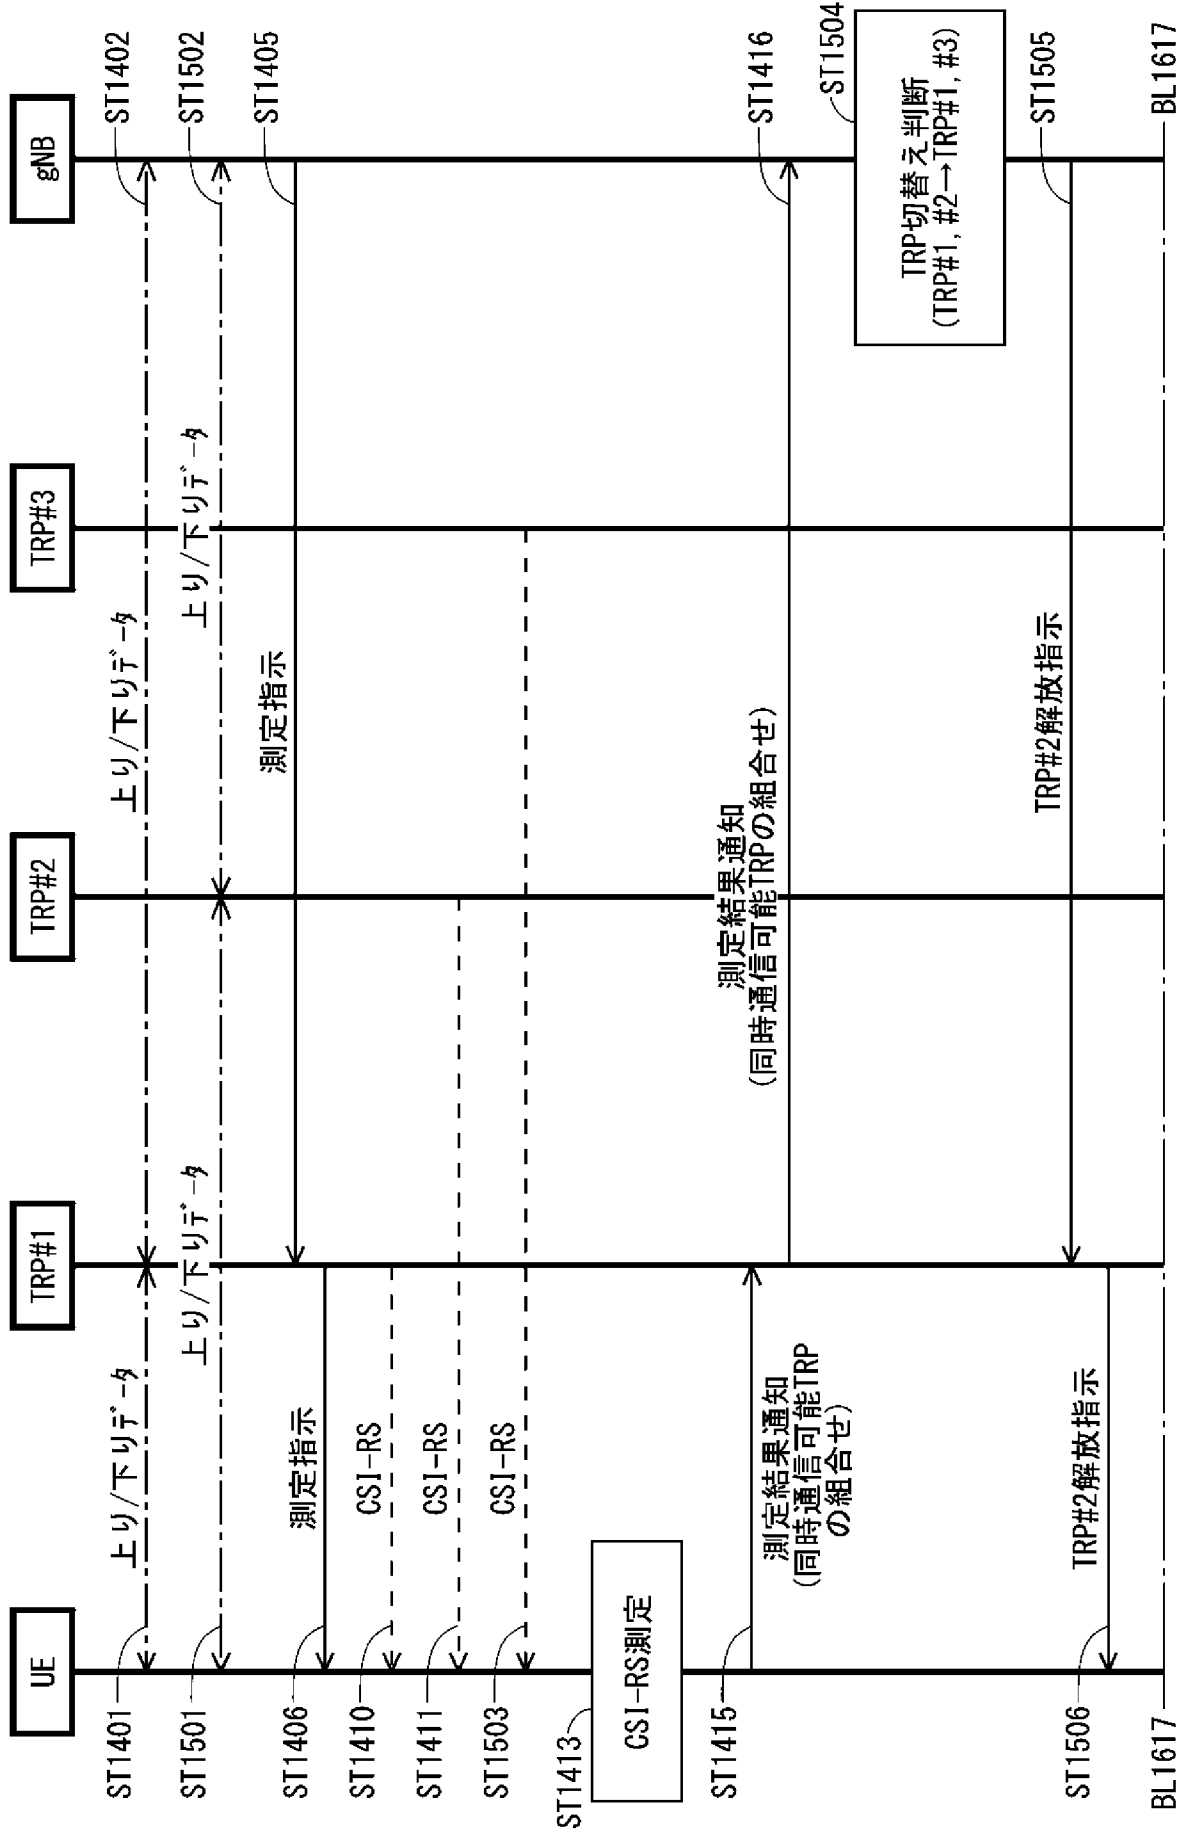 UE
TRP#1
TRP#2
TRP#3
gNB
ST1401
上り/下りデータ
上り/下りデータ
ST1402
ST1501
上り/下りデータ
上り/下りデータ
ST1502
測定指示
ST1405
ST1406
測定指示
ST1410
CSI-RS
ST1411
CSI-RS
ST1503
CSI-RS
ST1413
CSI-RS測定
ST1415
測定結果通知
(同時通信可能TRP
の組合せ)
測定結果通知
(同時通信可能TRPの組合せ)
ST1416
ST1504
TRP切替え判断
(TRP#1, #2→TRP#1, #3)
TRP#2解放指示
ST1505
ST1506
TRP#2解放指示
BL1617
BL1617